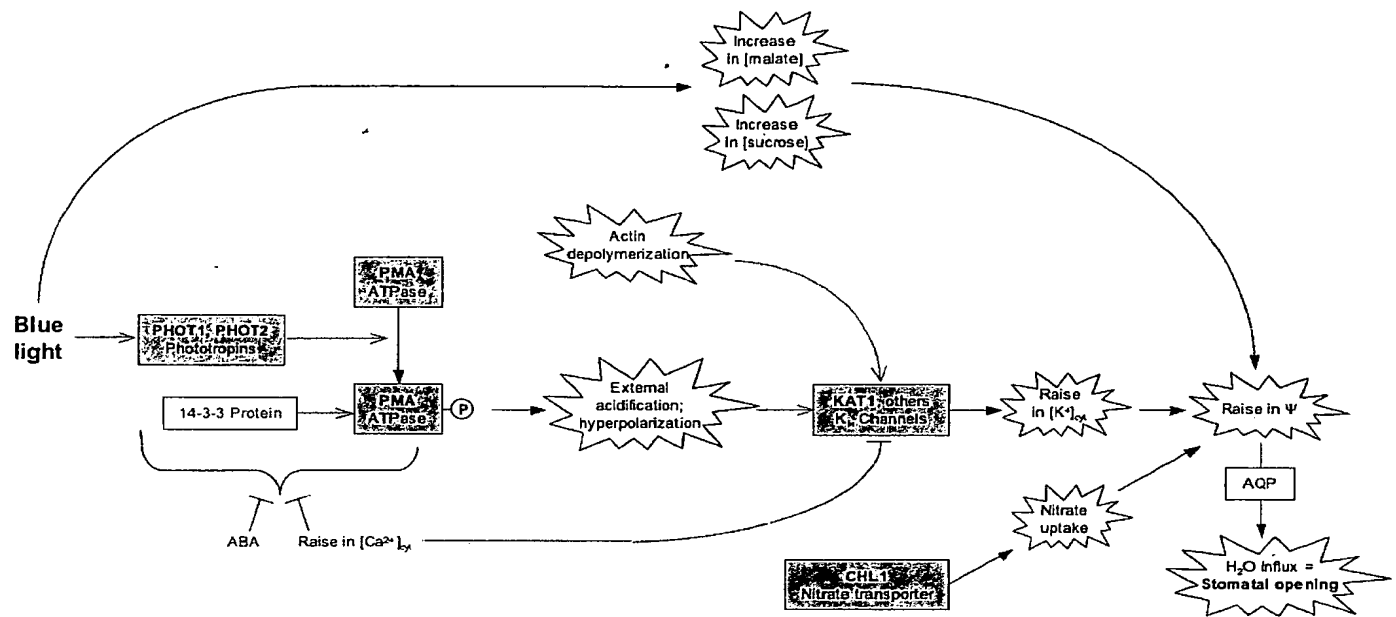 Increase
in [malate]
Increase
in [sucrose]
Actin
depolymerization
PMA
ATPase
Blue
light
PHOT1, PHOT2
Phototropins
14-3-3 Protein
PMA
ATPase
P
External
acidification;
hyperpolarization
KAT1, others
K+ Channels
Raise
in [K+]cyt
Raise in Ψ
AQP
Nitrate
uptake
ABA
Raise in [Ca2+]cyt
CHL1
Nitrate transporter
H2O Influx =
Stomatal opening